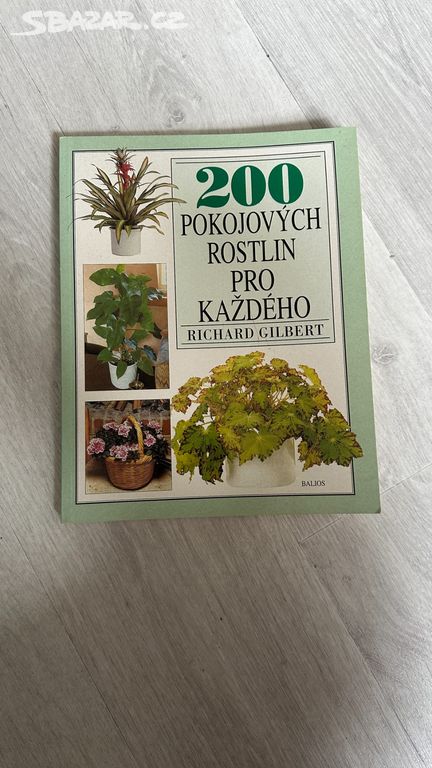 SBAZAR.CZ
200
POKOJOVÝCH
ROSTLIN
PRO
KAŽDÉHO
RICHARD GILBERT
BALIOS